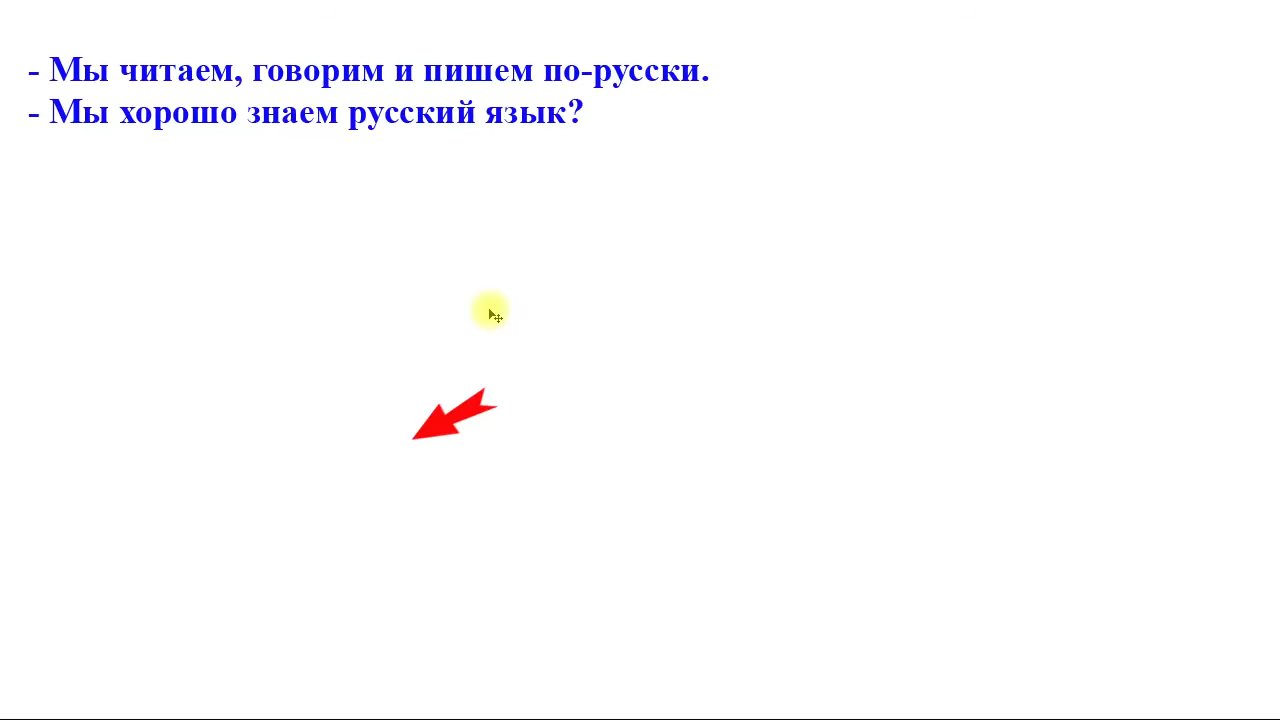 - Мы читаем, говорим и пишем по-русски.
- Мы хорошо знаем русский язык?